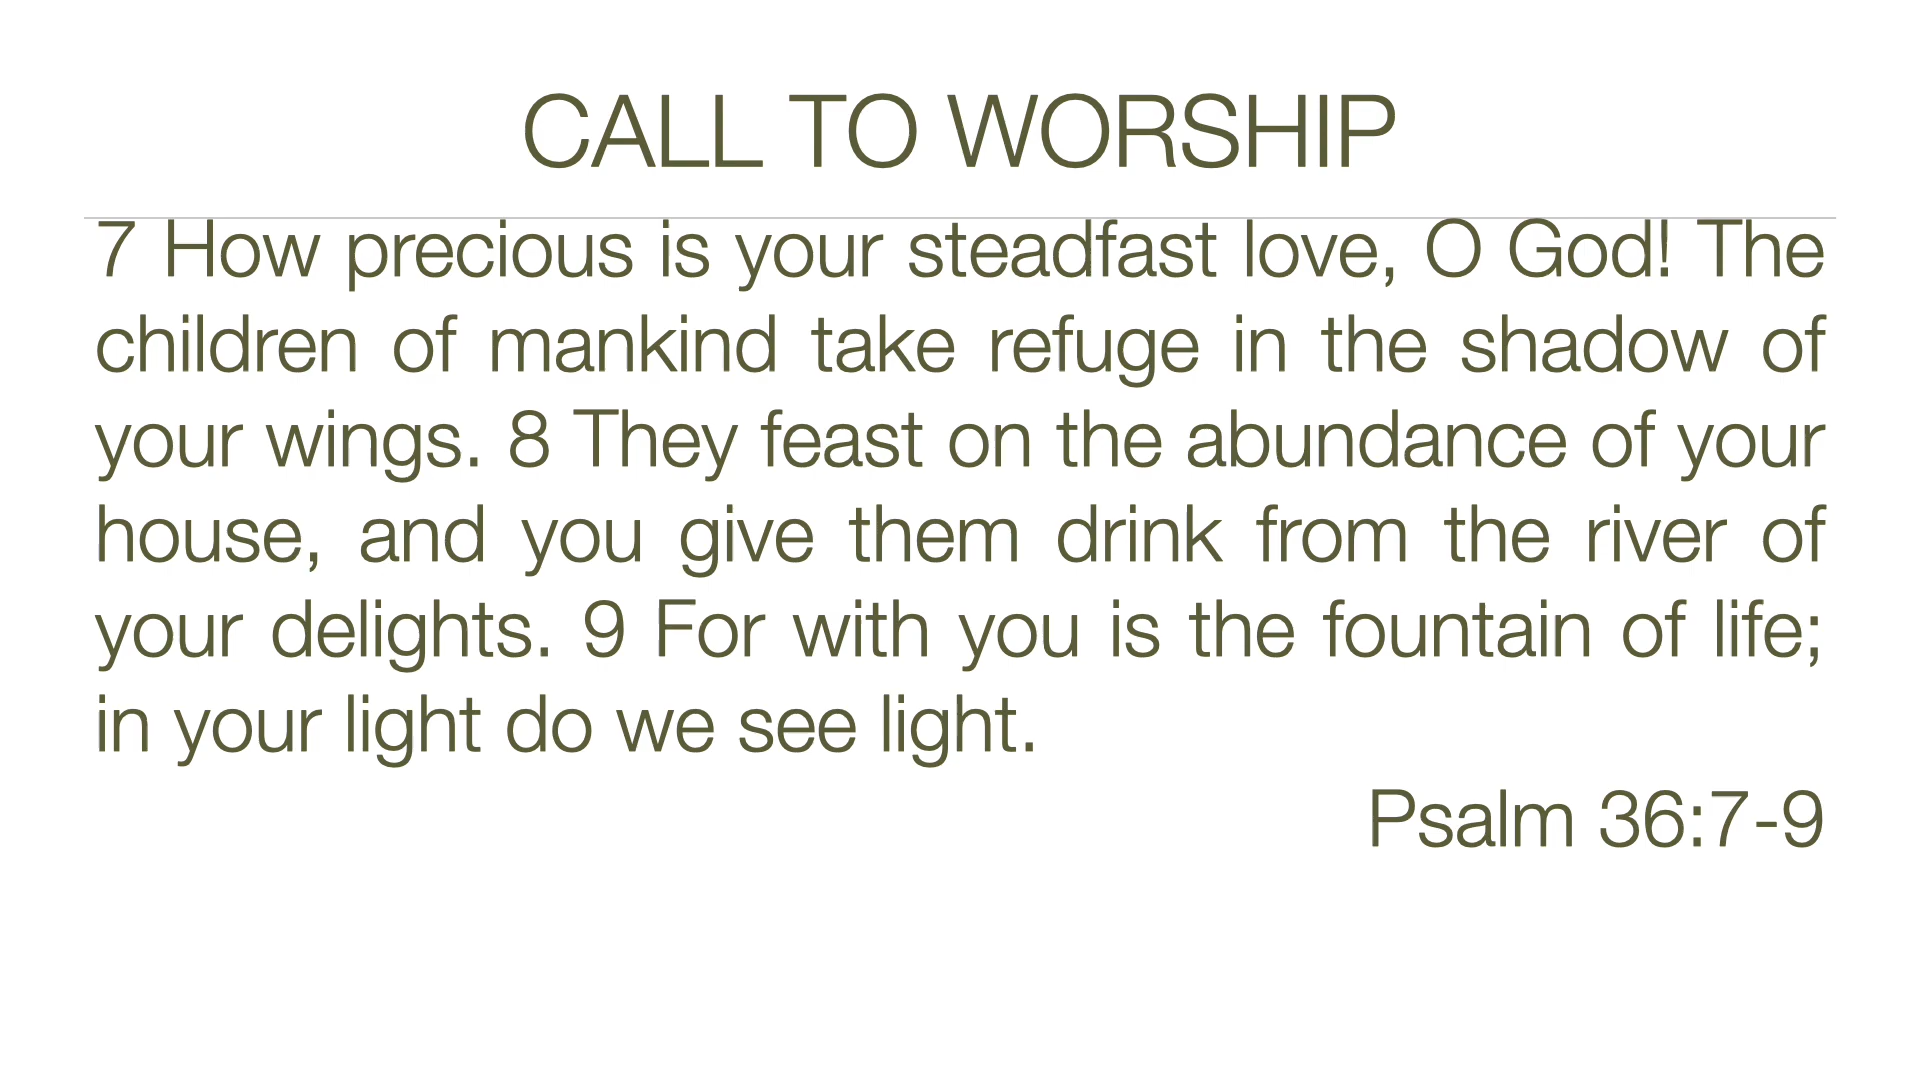 CALL TO WORSHIP
7 How precious is your steadfast love, O God! The
children of mankind take refuge in the shadow of
your wings. 8 They feast on the abundance of your
house, and you give them drink from the river of
your delights. 9 For with you is the fountain of life;
in your light do we see light.
Psalm 36:7-9